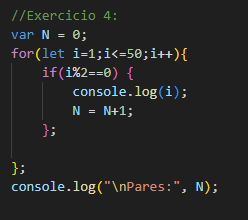 //Exercicio 4:
var N = 0;
for(let i=1;i<=50;i++){
    if(i%2==0) {
        console.log(i);
        N = N+1;
    };

};
console.log("\nPares:", N);